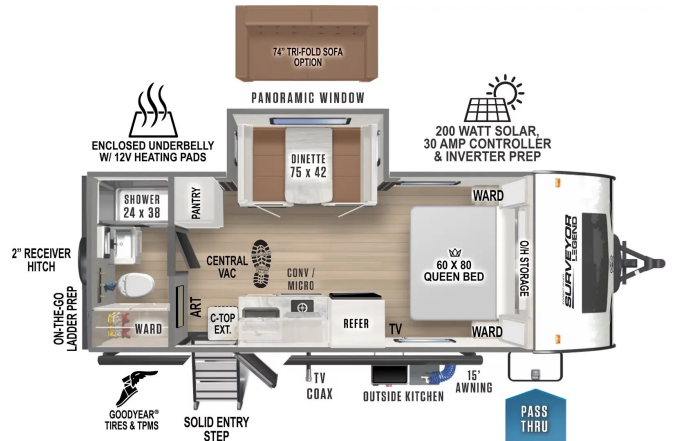 74" TRI-FOLD SOFA
OPTION
PANORAMIC WINDOW
ENCLOSED UNDERBELLY
W/ 12V HEATING PADS
200 WATT SOLAR,
30 AMP CONTROLLER
& INVERTER PREP
DINETTE
75 x 42
SHOWER
24 x 38
PANTRY
WARD
2" RECEIVER
HITCH
CENTRAL
VAC
60 X 80
QUEEN BED
O/H STORAGE
SURVEYOR
LEGEND
ON-THE-GO
LADDER PREP
CONV /
MICRO
WARD
ART
C-TOP
EXT.
REFER
TV
WARD
GOODYEAR®
TIRES & TPMS
SOLID ENTRY
STEP
TV
COAX
OUTSIDE KITCHEN
15'
AWNING
PASS
THRU